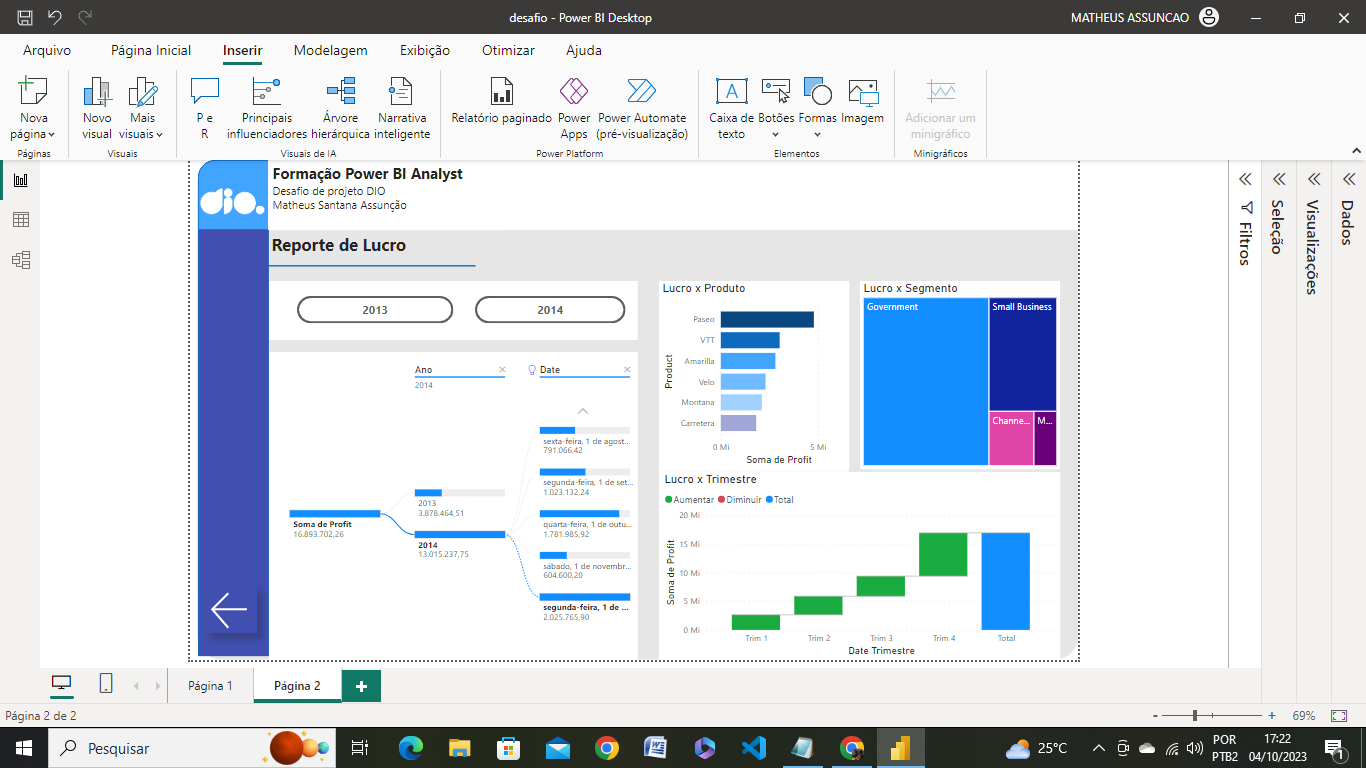 desafio - Power BI Desktop
MATHEUS ASSUNCAO
Arquivo
Página Inicial
Inserir
Modelagem
Exibição
Otimizar
Ajuda
Nova página
Novo visual
Mais visuais
P e R
Principais influenciadores
Árvore hierárquica
Narrativa inteligente
Relatório paginado
Power Apps
Power Automate (pré-visualização)
Caixa de texto
Botões
Formas
Imagem
Adicionar um minigráfico
Páginas
Visuais
Visuais de IA
Power Platform
Elementos
Minigráficos
dio.
Formação Power BI Analyst
Desafio de projeto DIO
Matheus Santana Assunção
Reporte de Lucro
2013
2014
Ano
2014
Date
sexta-feira, 1 de agost...
791.066,42
segunda-feira, 1 de set...
1.023.132,24
quarta-feira, 1 de outu...
1.781.985,92
sábado, 1 de novembr...
604.600,20
segunda-feira, 1 de ...
2.025.765,90
2013
3.878.464,51
2014
13.015.237,75
Soma de Profit
16.893.702,26
Lucro x Produto
Product
Paseo
VTT
Amarilla
Velo
Montana
Carretera
0 Mi
5 Mi
Soma de Profit
Lucro x Segmento
Government
Small Business
Channe...
M...
Lucro x Trimestre
Aumentar
Diminuir
Total
Soma de Profit
20 Mi
15 Mi
10 Mi
5 Mi
0 Mi
Trim 1
Trim 2
Trim 3
Trim 4
Total
Date Trimestre
Filtros
Seleção
Visualizações
Dados
Página 1
Página 2
Página 2 de 2
69%
Pesquisar
25°C
POR
PTB2
17:22
04/10/2023
1